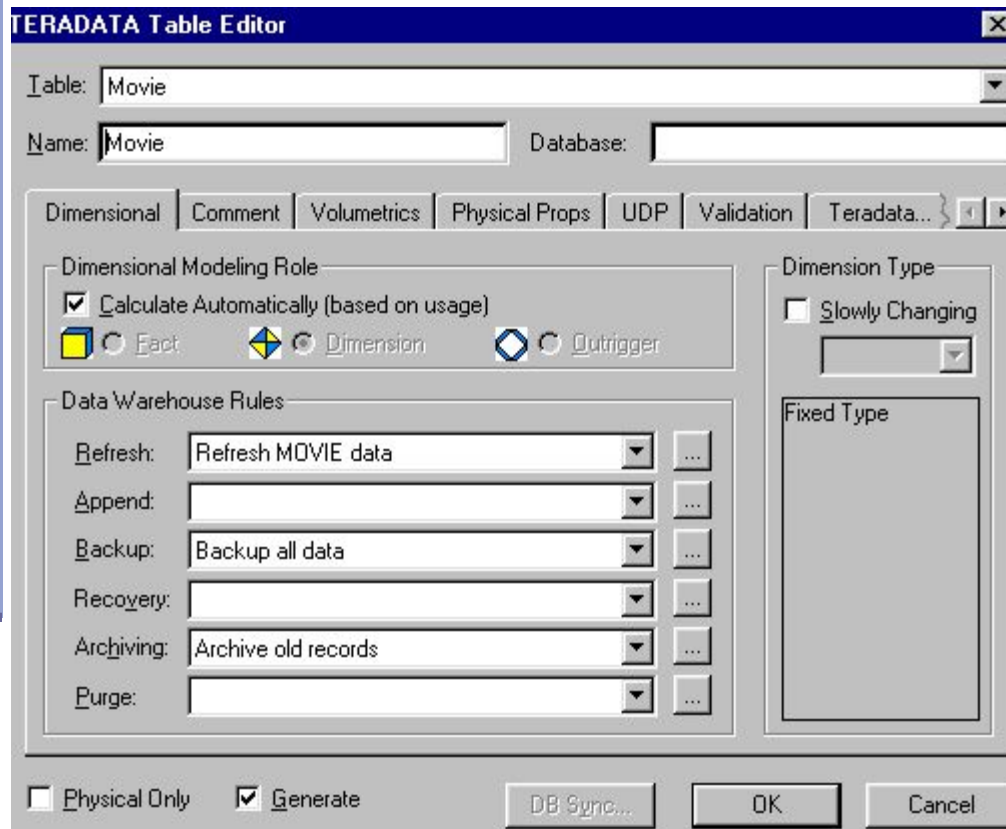 TERADATA Table Editor
Table: Movie
Name: Movie Database:
Dimensional Comment Volumetrics Physical Props UDP Validation Teradata...
Dimensional Modeling Role
Calculate Automatically (based on usage)
Fact Dimension Outrigger
Dimension Type
Slowly Changing
Fixed Type
Data Warehouse Rules
Refresh: Refresh MOVIE data ...
Append: ...
Backup: Backup all data ...
Recovery: ...
Archiving: Archive old records ...
Purge: ...
Physical Only Generate DB Sync... OK Cancel